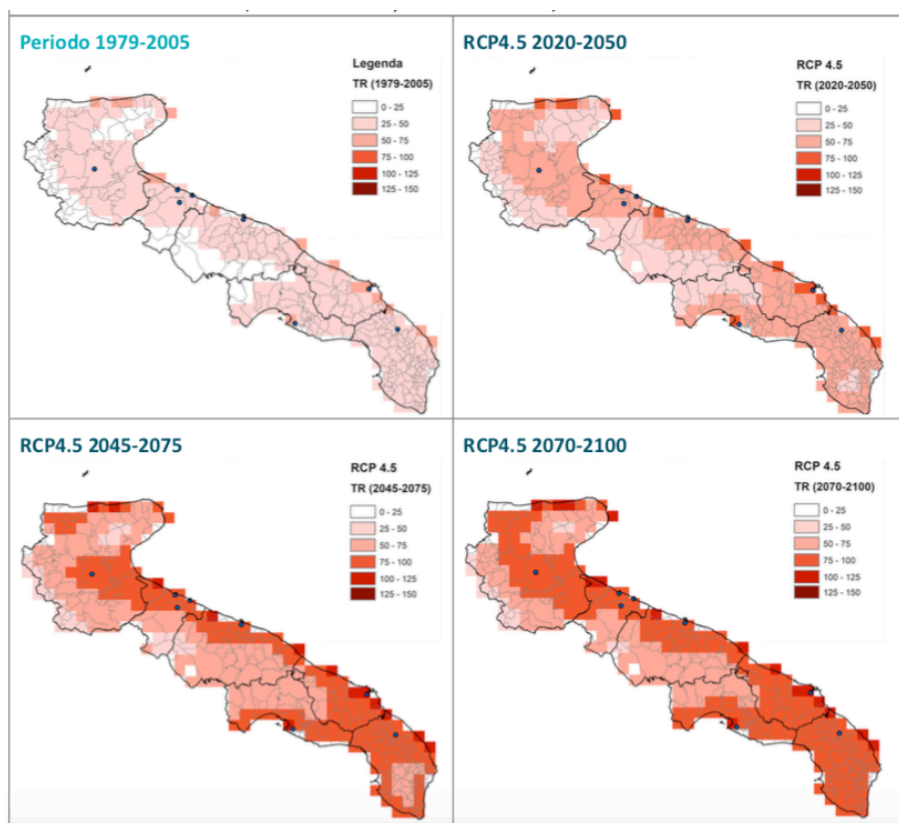 Periodo 1979-2005
Legenda
TR (1979-2005)
0 - 25
25 - 50
50 - 75
75 - 100
100 - 125
125 - 150
RCP4.5 2020-2050
RCP 4.5
TR (2020-2050)
0 - 25
25 - 50
50 - 75
75 - 100
100 - 125
125 - 150
RCP4.5 2045-2075
RCP 4.5
TR (2045-2075)
0 - 25
25 - 50
50 - 75
75 - 100
100 - 125
125 - 150
RCP4.5 2070-2100
RCP 4.5
TR (2070-2100)
0 - 25
25 - 50
50 - 75
75 - 100
100 - 125
125 - 150